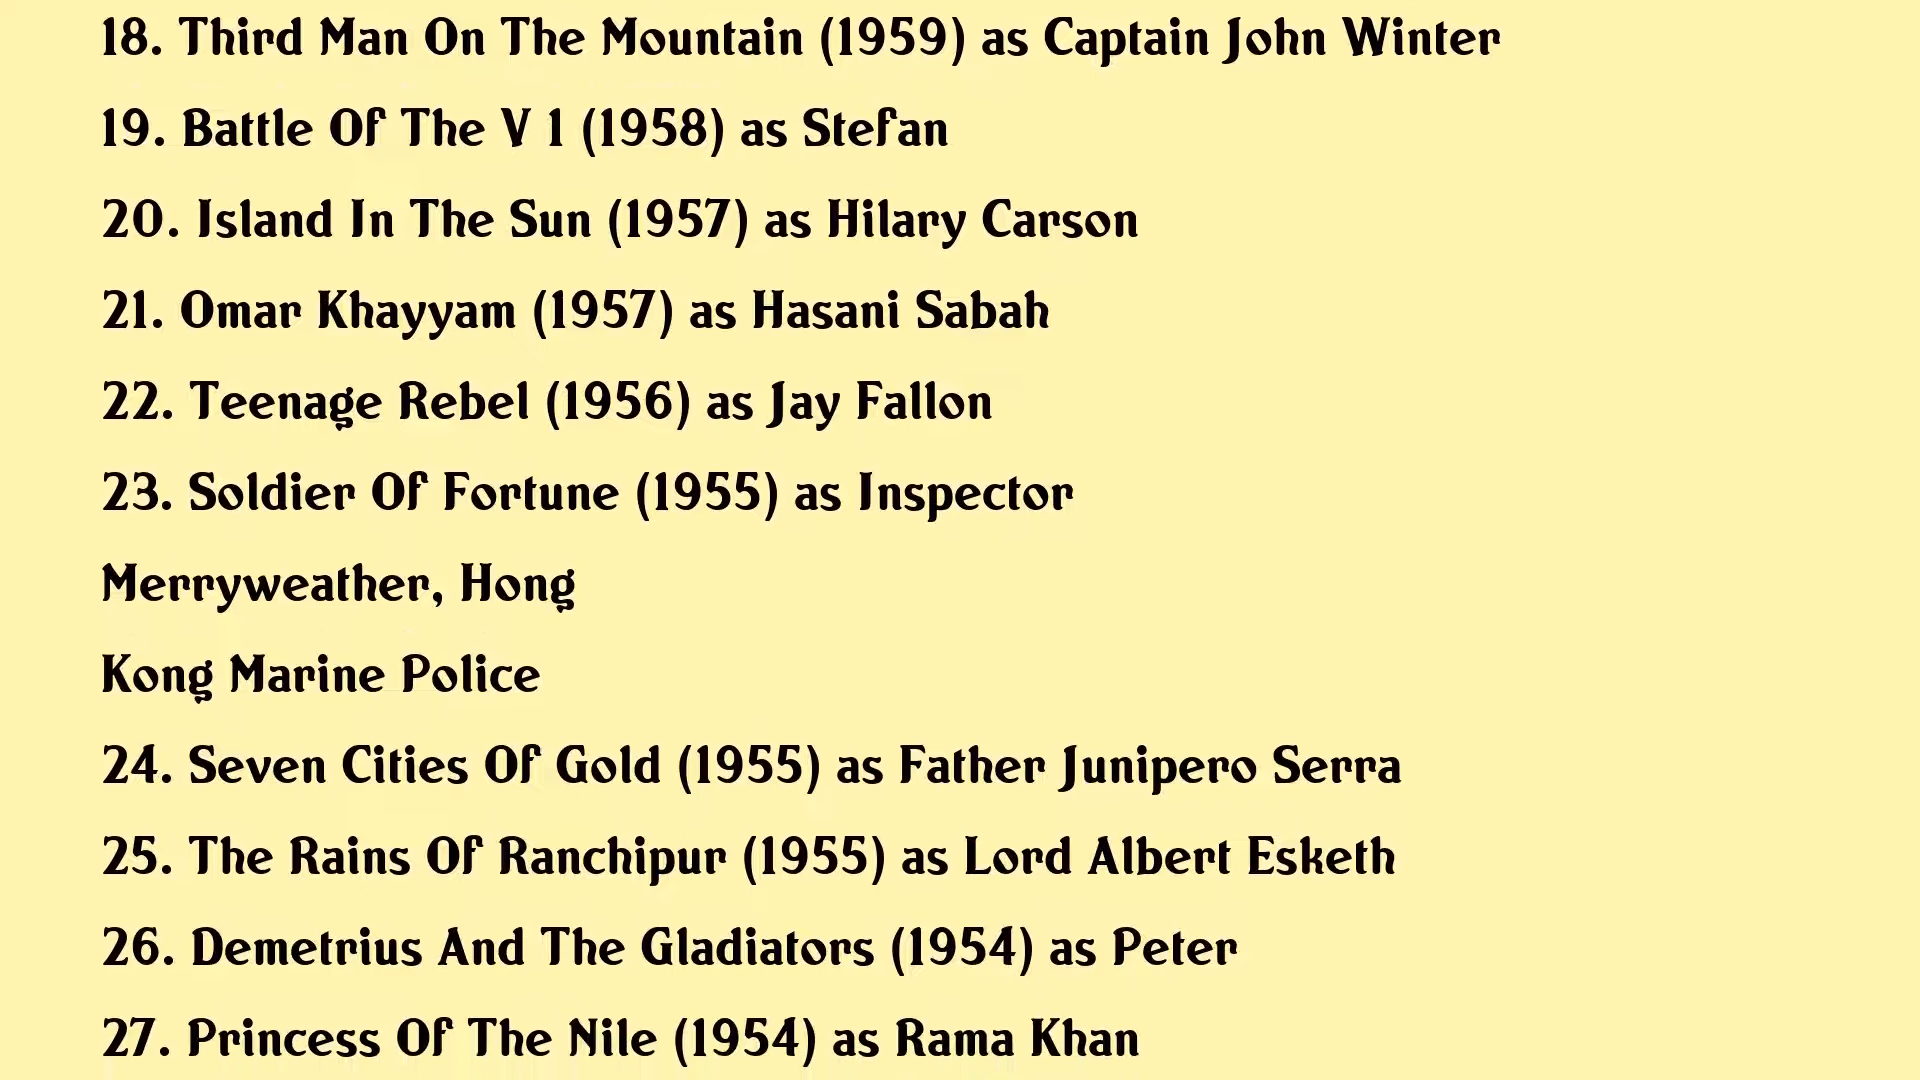 18. Third Man On The Mountain (1959) as Captain John Winter
19. Battle Of The V 1 (1958) as Stefan
20. Island In The Sun (1957) as Hilary Carson
21. Omar Khayyam (1957) as Hasani Sabah
22. Teenage Rebel (1956) as Jay Fallon
23. Soldier Of Fortune (1955) as Inspector
Merryweather, Hong
Kong Marine Police
24. Seven Cities Of Gold (1955) as Father Junipero Serra
25. The Rains Of Ranchipur (1955) as Lord Albert Esketh
26. Demetrius And The Gladiators (1954) as Peter
27. Princess Of The Nile (1954) as Rama Khan